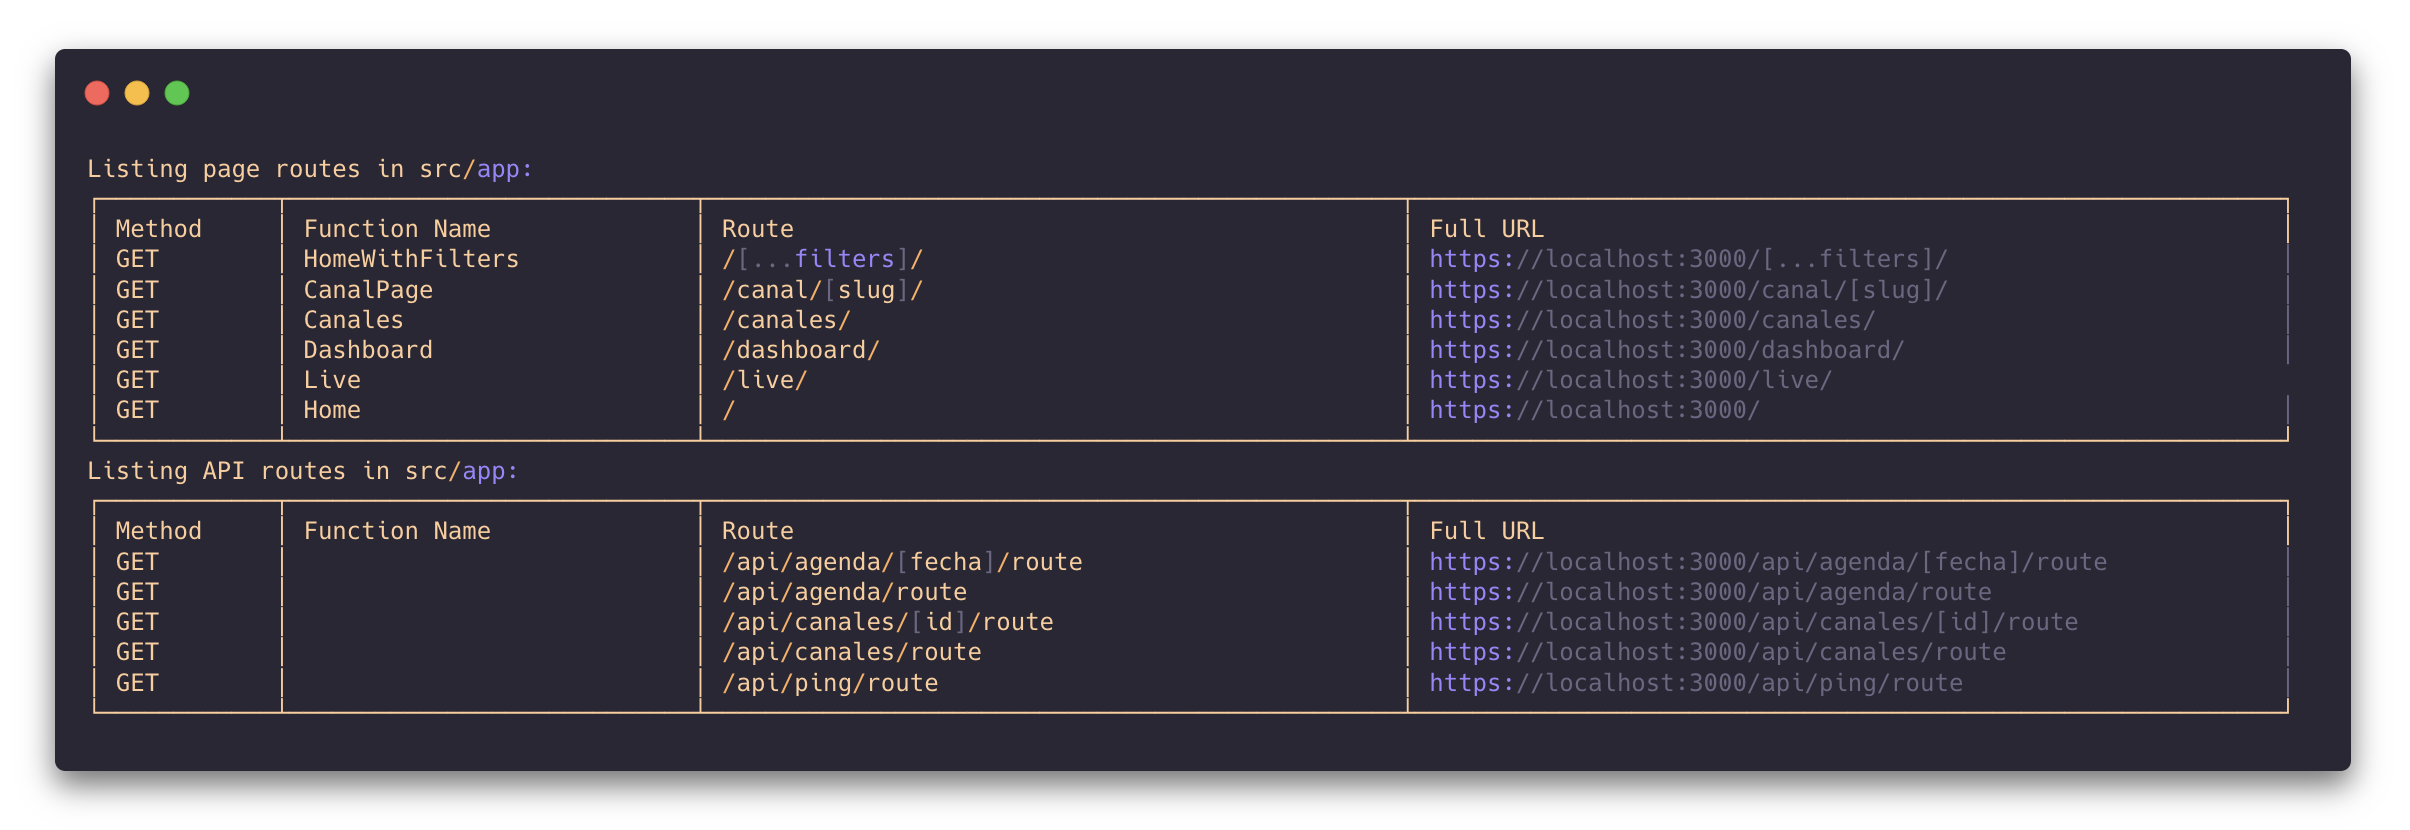 Listing page routes in src/app:
Method Function Name Route Full URL
GET HomeWithFilters /[...filters]/ https://localhost:3000/[...filters]/
GET CanalPage /canal/[slug]/ https://localhost:3000/canal/[slug]/
GET Canales /canales/ https://localhost:3000/canales/
GET Dashboard /dashboard/ https://localhost:3000/dashboard/
GET Live /live/ https://localhost:3000/live/
GET Home / https://localhost:3000/
Listing API routes in src/app:
Method Function Name Route Full URL
GET /api/agenda/[fecha]/route https://localhost:3000/api/agenda/[fecha]/route
GET /api/agenda/route https://localhost:3000/api/agenda/route
GET /api/canales/[id]/route https://localhost:3000/api/canales/[id]/route
GET /api/canales/route https://localhost:3000/api/canales/route
GET /api/ping/route https://localhost:3000/api/ping/route